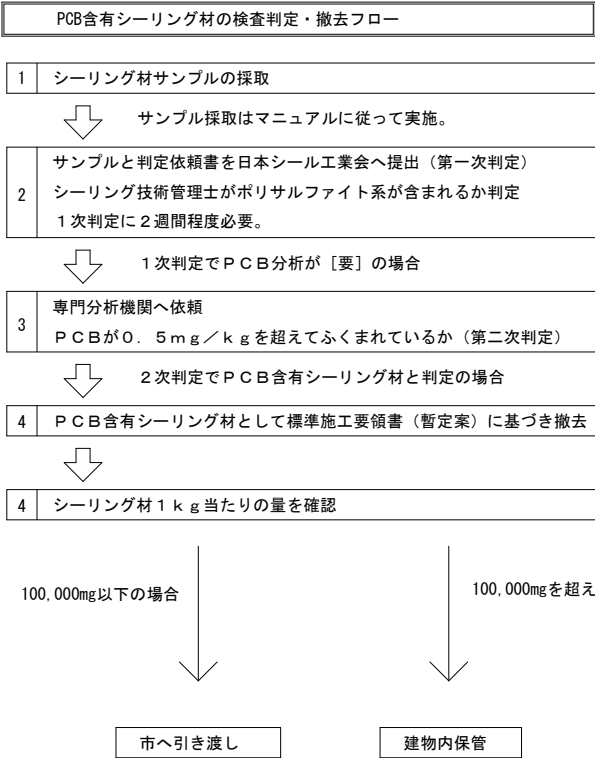 PCB含有シーリング材の検査判定・撤去フロー
1 シーリング材サンプルの採取
サンプル採取はマニュアルに従って実施。
サンプルと判定依頼書を日本シール工業会へ提出（第一次判定）
2 シーリング技術管理士がポリサルファイト系が含まれるか判定
１次判定に２週間程度必要。
１次判定でＰＣＢ分析が［要］の場合
専門分析機関へ依頼
3 ＰＣＢが０．５ｍｇ／ｋｇを超えてふくまれているか（第二次判定）
２次判定でＰＣＢ含有シーリング材と判定の場合
4 ＰＣＢ含有シーリング材として標準施工要領書（暫定案）に基づき撤去
4 シーリング材１ｋｇ当たりの量を確認
100,000mg以下の場合
100,000mgを超え
市へ引き渡し
建物内保管